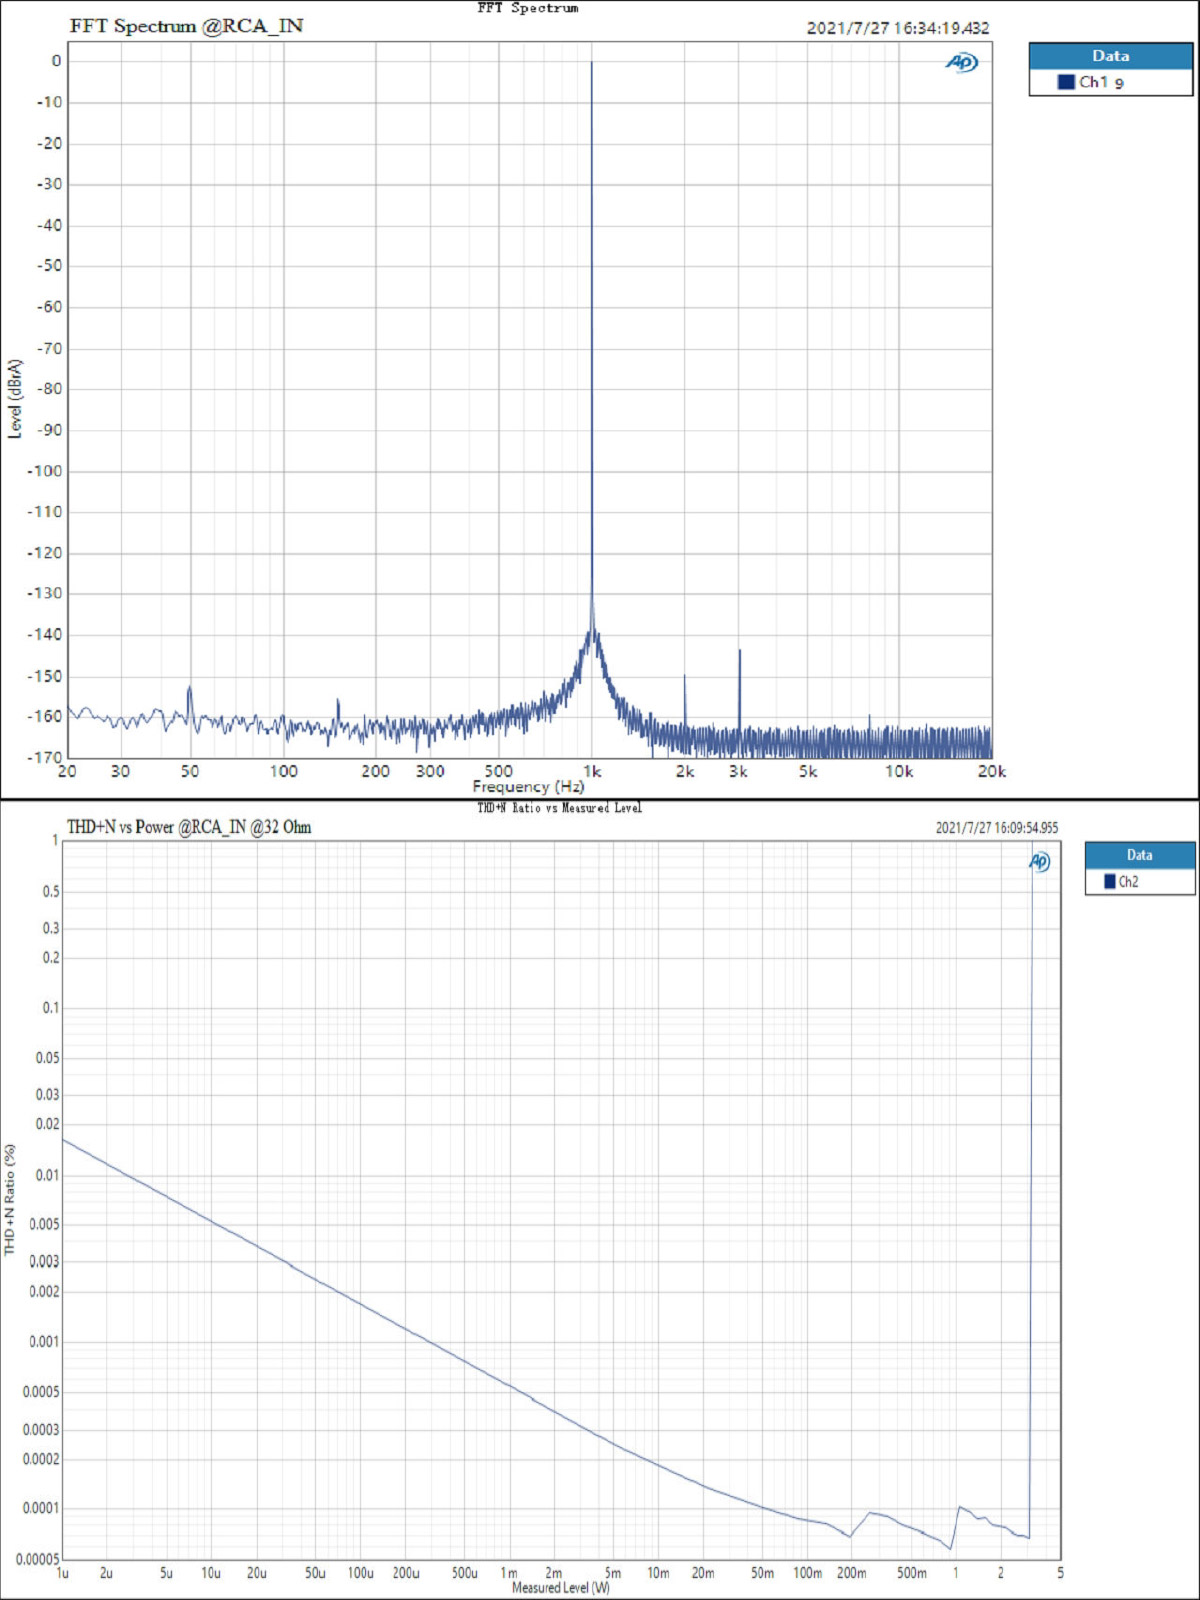 FFT Spectrum
FFT Spectrum @RCA_IN
2021/7/27 16:34:19.432
AP
Data
Ch1 9
0
-10
-20
-30
-40
-50
-60
-70
-80
-90
-100
-110
-120
-130
-140
-150
-160
-170
Level (dBrA)
20 30 50 100 200 300 500 1k 2k 3k 5k 10k 20k
Frequency (Hz)
THD+N Ratio vs Measured Level
THD+N vs Power @RCA_IN @32 Ohm
2021/7/27 16:09:54.955
AP
Data
Ch2
1
0.5
0.3
0.2
0.1
0.05
0.03
0.02
0.01
0.005
0.003
0.002
0.001
0.0005
0.0003
0.0002
0.0001
0.00005
THD+N Ratio (%)
1u 2u 5u 10u 20u 50u 100u 200u 500u 1m 2m 5m 10m 20m 50m 100m 200m 500m 1 2 5
Measured Level (W)